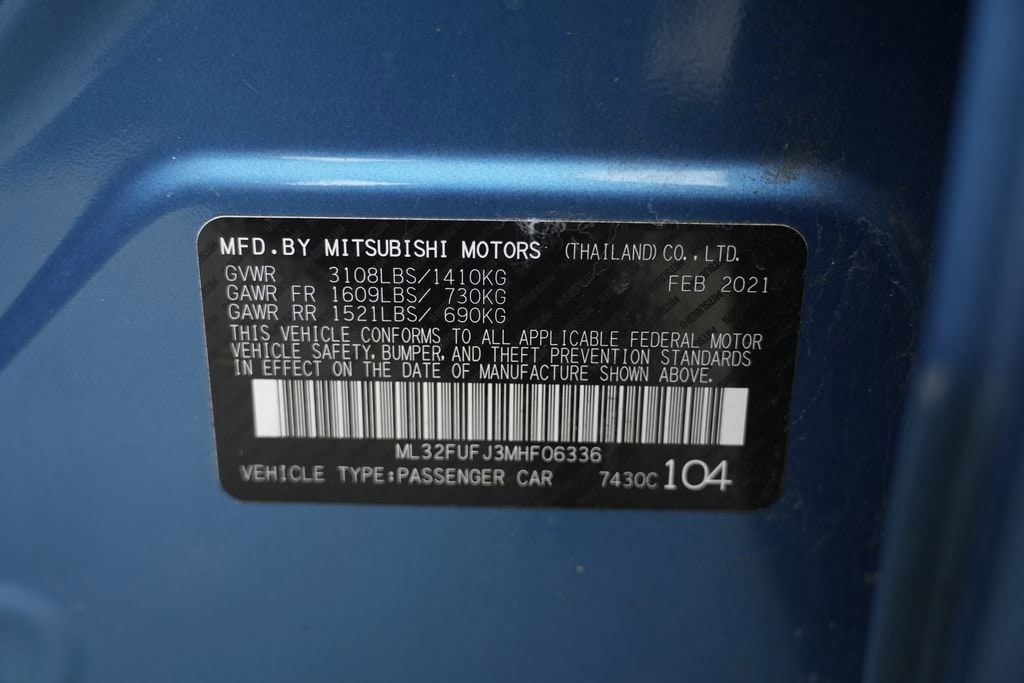 MFD.BY MITSUBISHI MOTORS (THAILAND) CO., LTD.
GVWR 3108LBS/1410KG FEB 2021
GAWR FR 1609LBS/ 730KG
GAWR RR 1521LBS/ 690KG
THIS VEHICLE CONFORMS TO ALL APPLICABLE FEDERAL MOTOR
VEHICLE SAFETY, BUMPER, AND THEFT PREVENTION STANDARDS
IN EFFECT ON THE DATE OF MANUFACTURE SHOWN ABOVE.
ML32FUFJ3MHF06336
VEHICLE TYPE:PASSENGER CAR 7430C 104